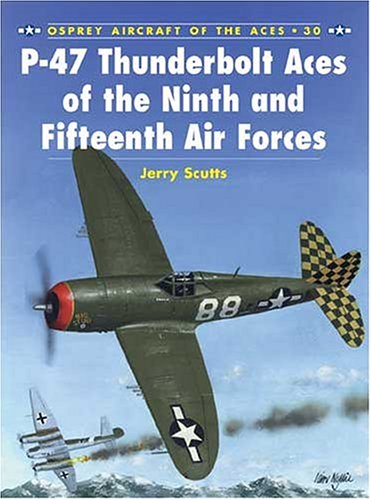 OSPREY AIRCRAFT OF THE ACES • 30
P-47 Thunderbolt Aces
of the Ninth and
Fifteenth Air Forces
Jerry Scutts
88